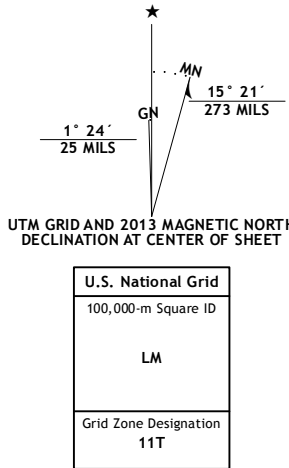 ★
MN
GN
15° 21´
273 MILS
1° 24´
25 MILS
UTM GRID AND 2013 MAGNETIC NORTH
DECLINATION AT CENTER OF SHEET
U.S. National Grid
100,000-m Square ID
LM
Grid Zone Designation
11T